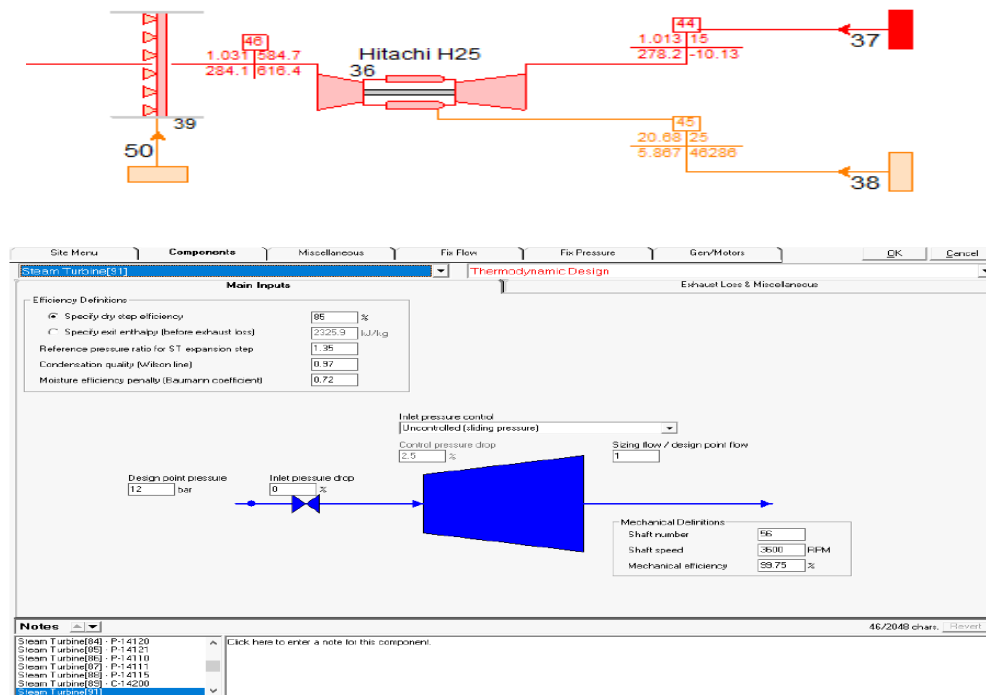 46
1.031 584.7
284.1 616.4
Hitachi H25
36
44
1.013 15
278.2 -10.13
37
39
50
45
20.68 25
5.867 46286
38
Site Menu Components Miscellaneous Fix Flow Fix Pressure Gen/Motors OK Cancel
Steam Turbine[91] Thermodynamic Design
Main Inputs Exhaust Loss & Miscellaneous
Efficiency Definitions
Specify dry step efficiency 85 %
Specify exit enthalpy (before exhaust loss) 2325.9 kJ/kg
Reference pressure ratio for ST expansion step 1.35
Condensation quality (Wilson line) 0.97
Moisture efficiency penalty (Baumann coefficient) 0.72
Inlet pressure control
Uncontrolled (sliding pressure)
Control pressure drop
2.5 %
Sizing flow / design point flow
1
Design point pressure
12 bar
Inlet pressure drop
0 %
Mechanical Definitions
Shaft number 56
Shaft speed 3600 RPM
Mechanical efficiency 99.75 %
Notes 46/2048 chars. Revert
Steam Turbine[84] - P-14120
Steam Turbine[85] - P-14121
Steam Turbine[86] - P-14110
Steam Turbine[87] - P-14111
Steam Turbine[88] - P-14115
Steam Turbine[89] - C-14200
Steam Turbine[91]
Click here to enter a note for this component.